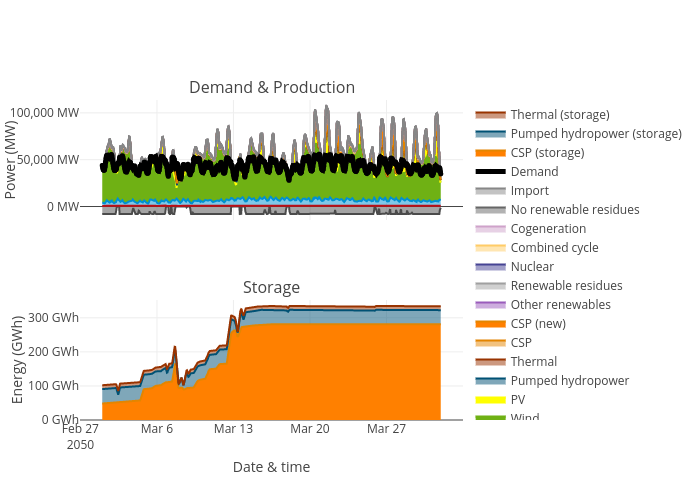 Demand & Production
Power (MW)
100,000 MW
50,000 MW
0 MW
Storage
Energy (GWh)
300 GWh
200 GWh
100 GWh
0 GWh
Feb 27
2050
Mar 6
Mar 13
Mar 20
Mar 27
Date & time
Thermal (storage)
Pumped hydropower (storage)
CSP (storage)
Demand
Import
No renewable residues
Cogeneration
Combined cycle
Nuclear
Renewable residues
Other renewables
CSP (new)
CSP
Thermal
Pumped hydropower
PV
Wind